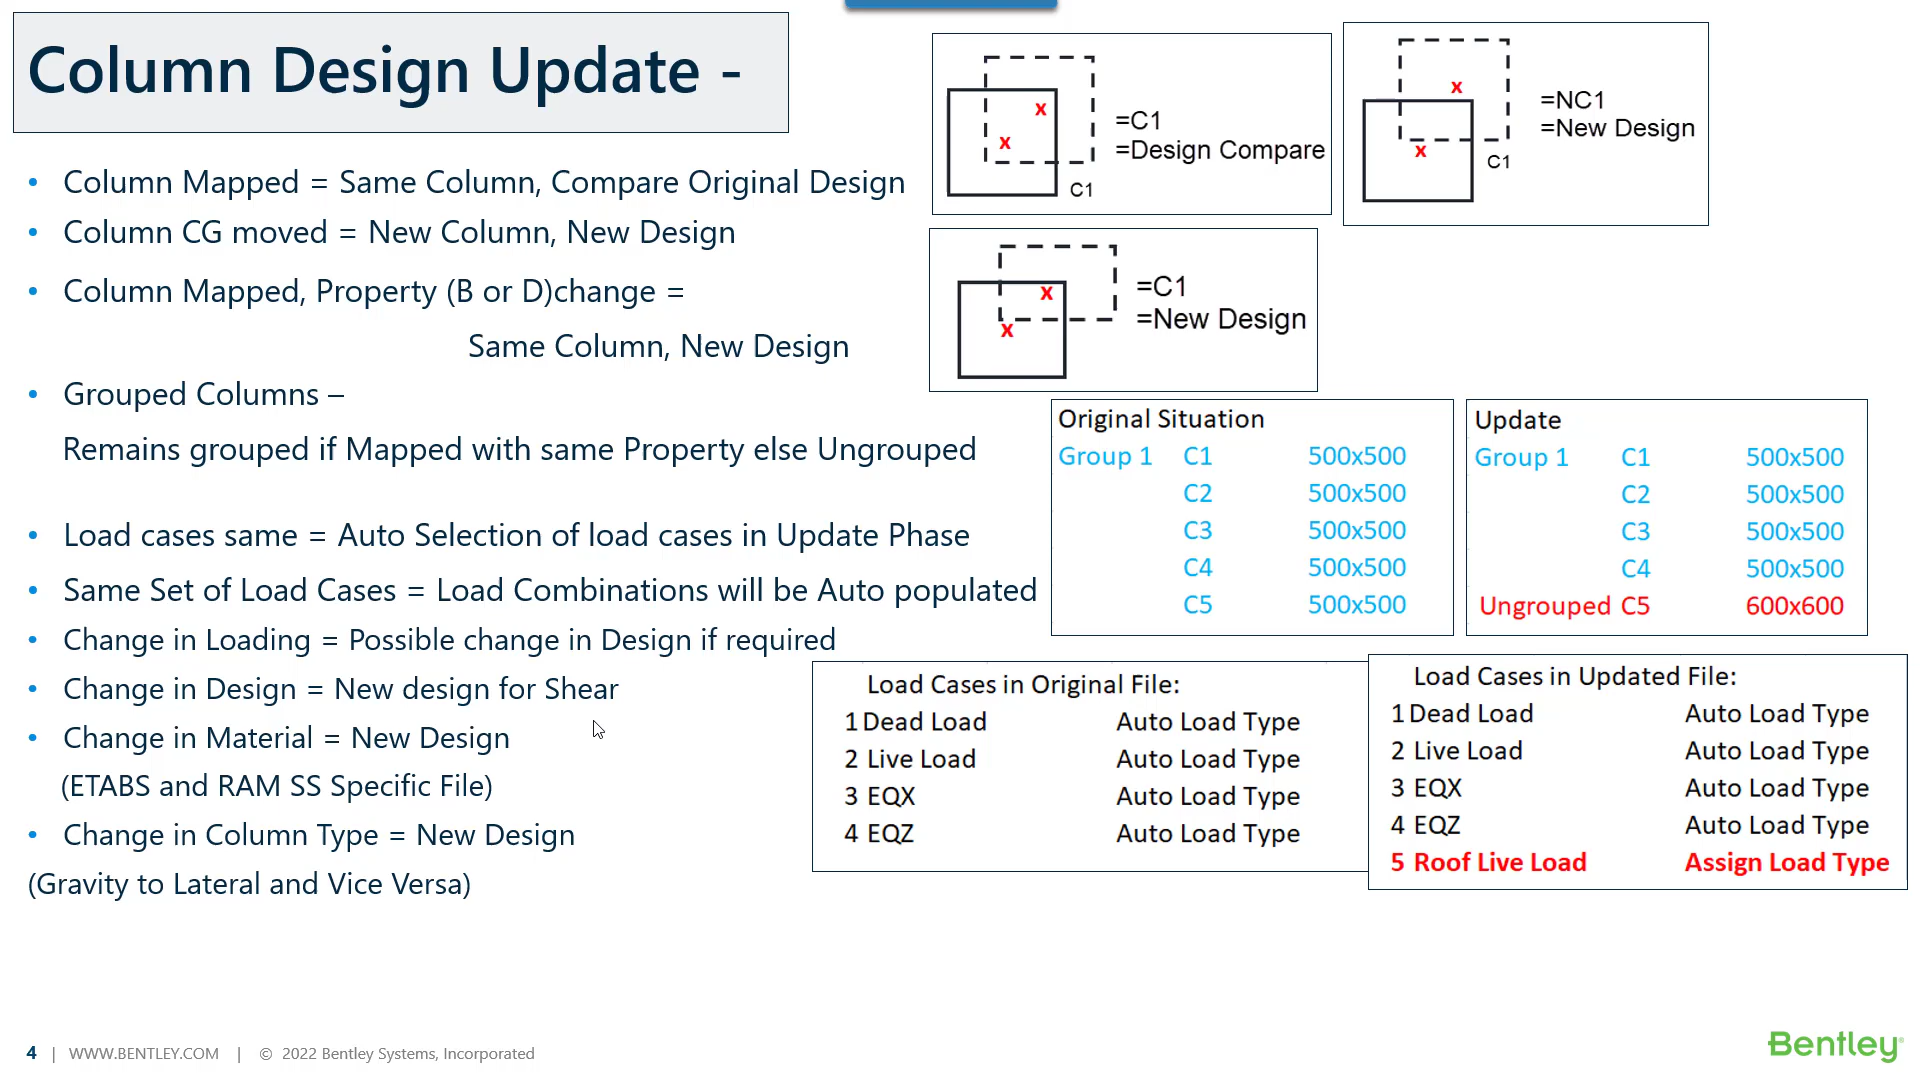 Column Design Update -
• Column Mapped = Same Column, Compare Original Design
• Column CG moved = New Column, New Design
• Column Mapped, Property (B or D)change =
Same Column, New Design
• Grouped Columns –
Remains grouped if Mapped with same Property else Ungrouped
• Load cases same = Auto Selection of load cases in Update Phase
• Same Set of Load Cases = Load Combinations will be Auto populated
• Change in Loading = Possible change in Design if required
• Change in Design = New design for Shear
• Change in Material = New Design
(ETABS and RAM SS Specific File)
• Change in Column Type = New Design
(Gravity to Lateral and Vice Versa)
x
x
=C1
=Design Compare
C1
x
x
=NC1
=New Design
C1
x
x
=C1
=New Design
Original Situation
Group 1 C1 500x500
C2 500x500
C3 500x500
C4 500x500
C5 500x500
Update
Group 1 C1 500x500
C2 500x500
C3 500x500
C4 500x500
Ungrouped C5 600x600
Load Cases in Original File:
1 Dead Load Auto Load Type
2 Live Load Auto Load Type
3 EQX Auto Load Type
4 EQZ Auto Load Type
Load Cases in Updated File:
1 Dead Load Auto Load Type
2 Live Load Auto Load Type
3 EQX Auto Load Type
4 EQZ Auto Load Type
5 Roof Live Load Assign Load Type
4 | WWW.BENTLEY.COM | © 2022 Bentley Systems, Incorporated
Bentley